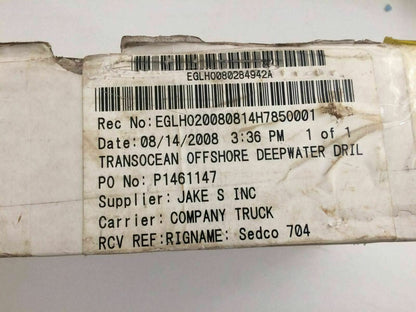 EGLHO080284942A
Rec No: EGLHO20080814H7850001
Date: 08/14/2008 3:36 PM 1 of 1
TRANSOCEAN OFFSHORE DEEPWATER DRIL
PO No: P1461147
Supplier: JAKE S INC
Carrier: COMPANY TRUCK
RCV REF:RIGNAME: Sedco 704